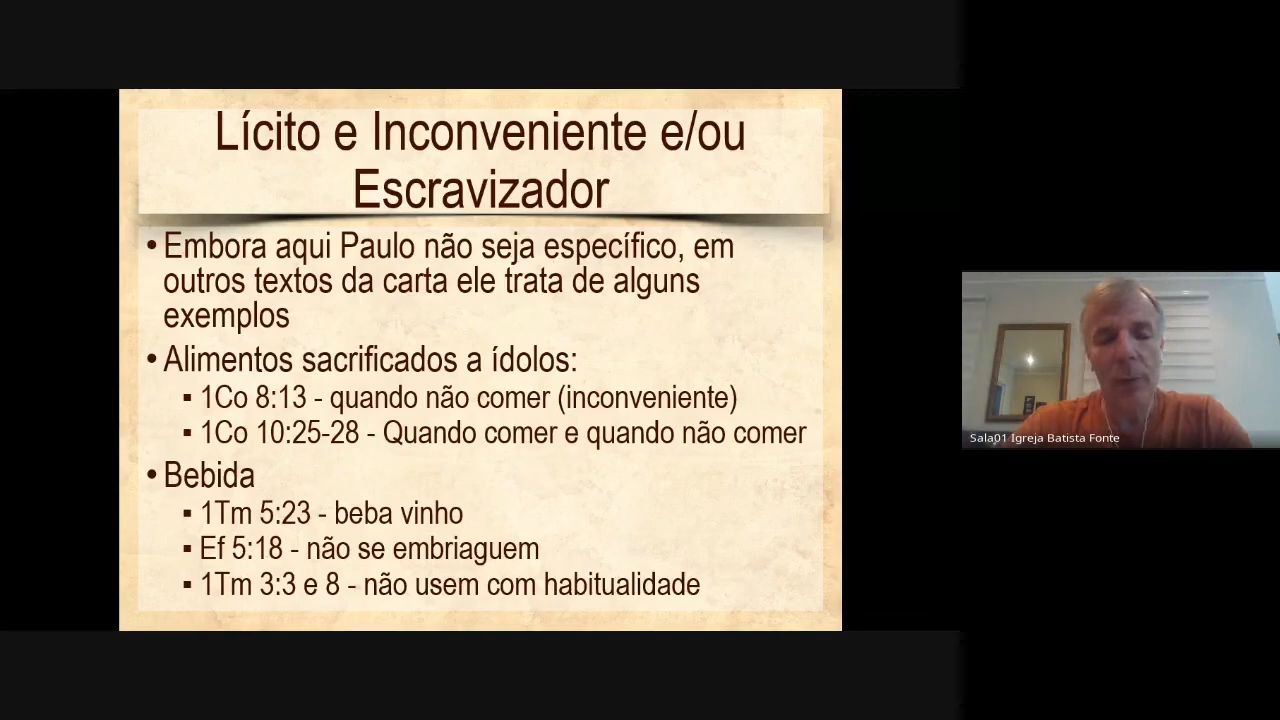 Lícito e Inconveniente e/ou
Escravizador
• Embora aqui Paulo não seja específico, em
outros textos da carta ele trata de alguns
exemplos
• Alimentos sacrificados a ídolos:
▪ 1Co 8:13 - quando não comer (inconveniente)
▪ 1Co 10:25-28 - Quando comer e quando não comer
• Bebida
▪ 1Tm 5:23 - beba vinho
▪ Ef 5:18 - não se embriaguem
▪ 1Tm 3:3 e 8 - não usem com habitualidade
Sala01 Igreja Batista Fonte